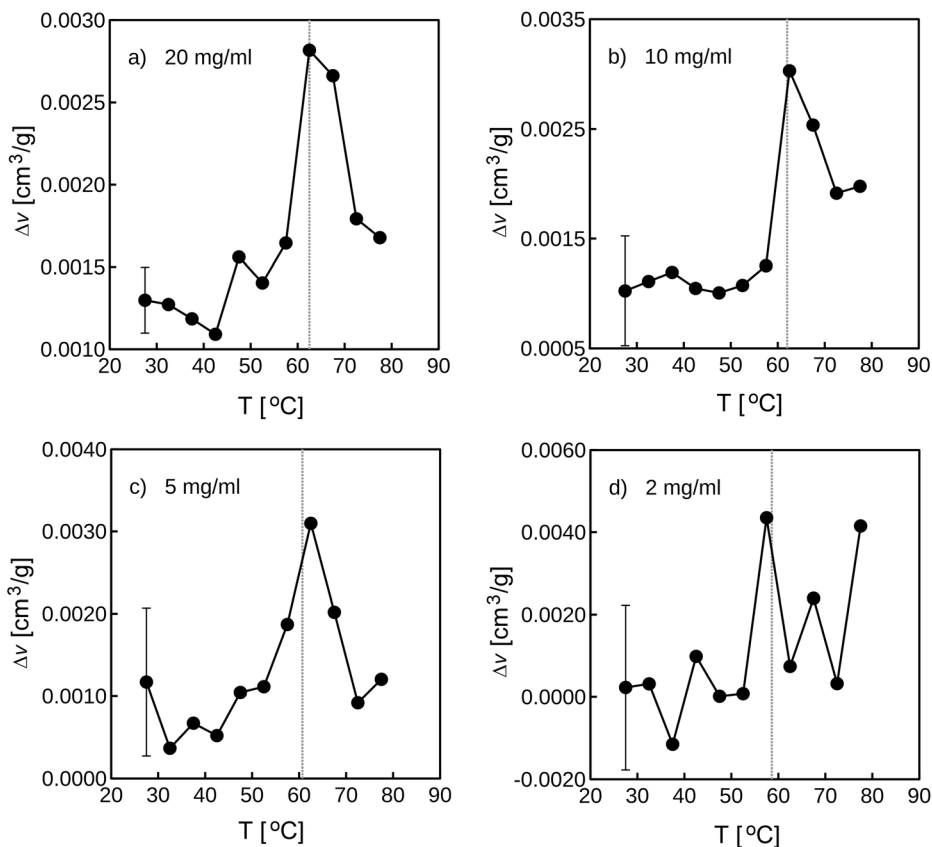 a) 20 mg/ml
0.0030
0.0025
0.0020
0.0015
0.0010
Δv [cm³/g]
20 30 40 50 60 70 80 90
T [ºC]
b) 10 mg/ml
0.0035
0.0025
0.0015
0.0005
Δv [cm³/g]
20 30 40 50 60 70 80 90
T [ºC]
c) 5 mg/ml
0.0040
0.0030
0.0020
0.0010
0.0000
Δv [cm³/g]
20 30 40 50 60 70 80 90
T [ºC]
d) 2 mg/ml
0.0060
0.0040
0.0020
0.0000
-0.0020
Δv [cm³/g]
20 30 40 50 60 70 80 90
T [ºC]